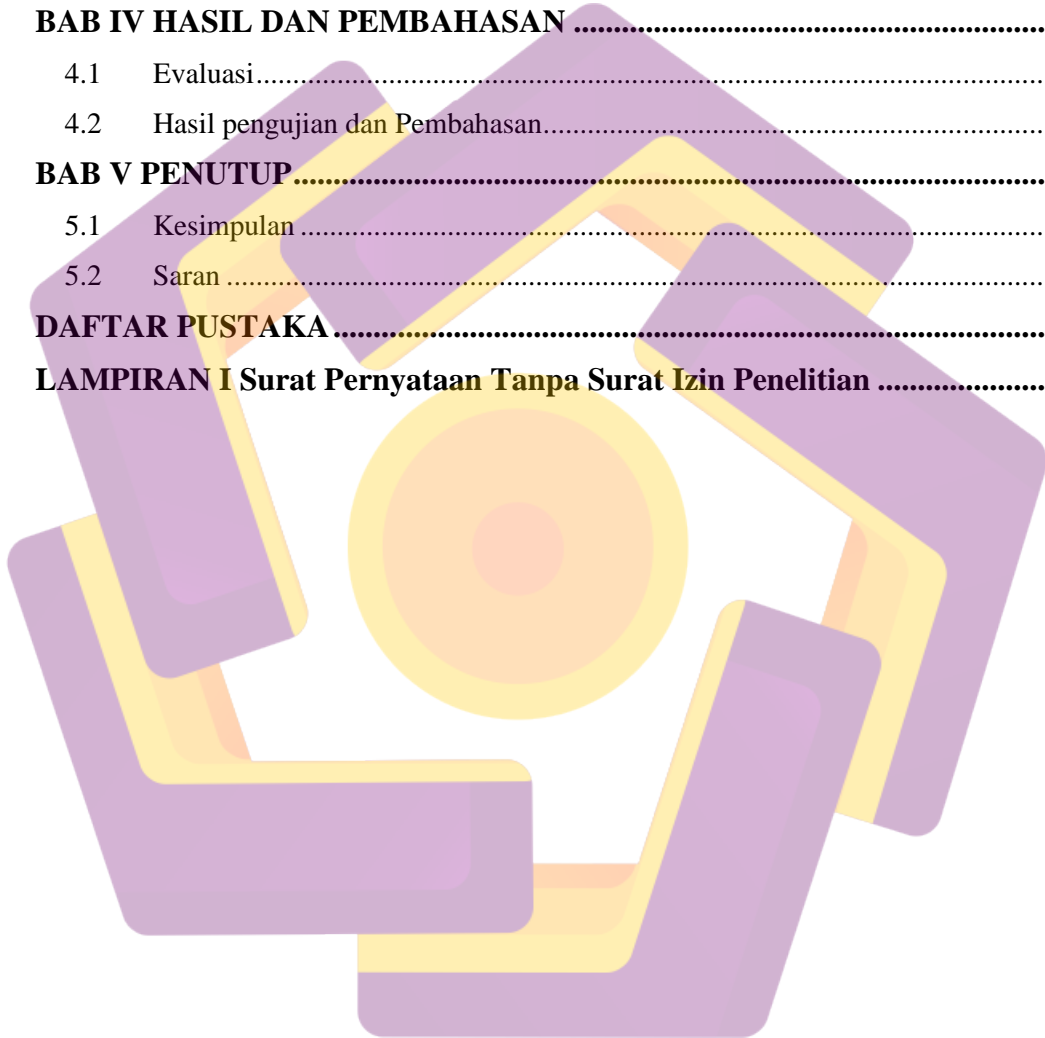 BAB IV HASIL DAN PEMBAHASAN ....................................................
4.1 Evaluasi....................................................................................................
4.2 Hasil pengujian dan Pembahasan................................................................
BAB V PENUTUP..............................................................................................
5.1 Kesimpulan ..............................................................................................
5.2 Saran ........................................................................................................
DAFTAR PUSTAKA..........................................................................................
LAMPIRAN I Surat Pernyataan Tanpa Surat Izin Penelitian .....................